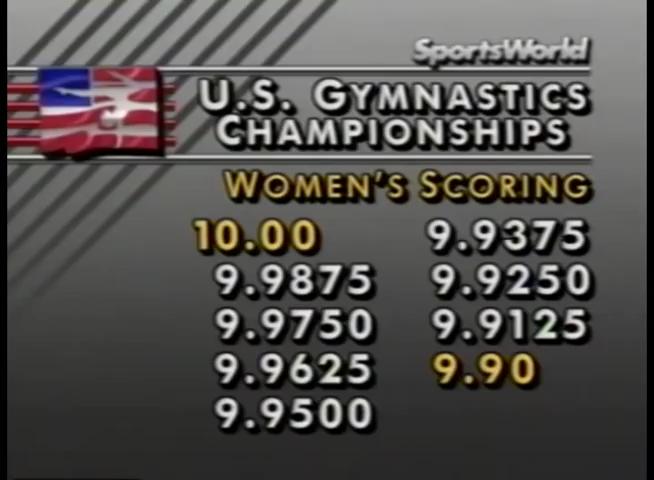 SportsWorld
U.S. GYMNASTICS
CHAMPIONSHIPS
WOMEN'S SCORING
10.00
9.9875
9.9750
9.9625
9.9500
9.9375
9.9250
9.9125
9.90